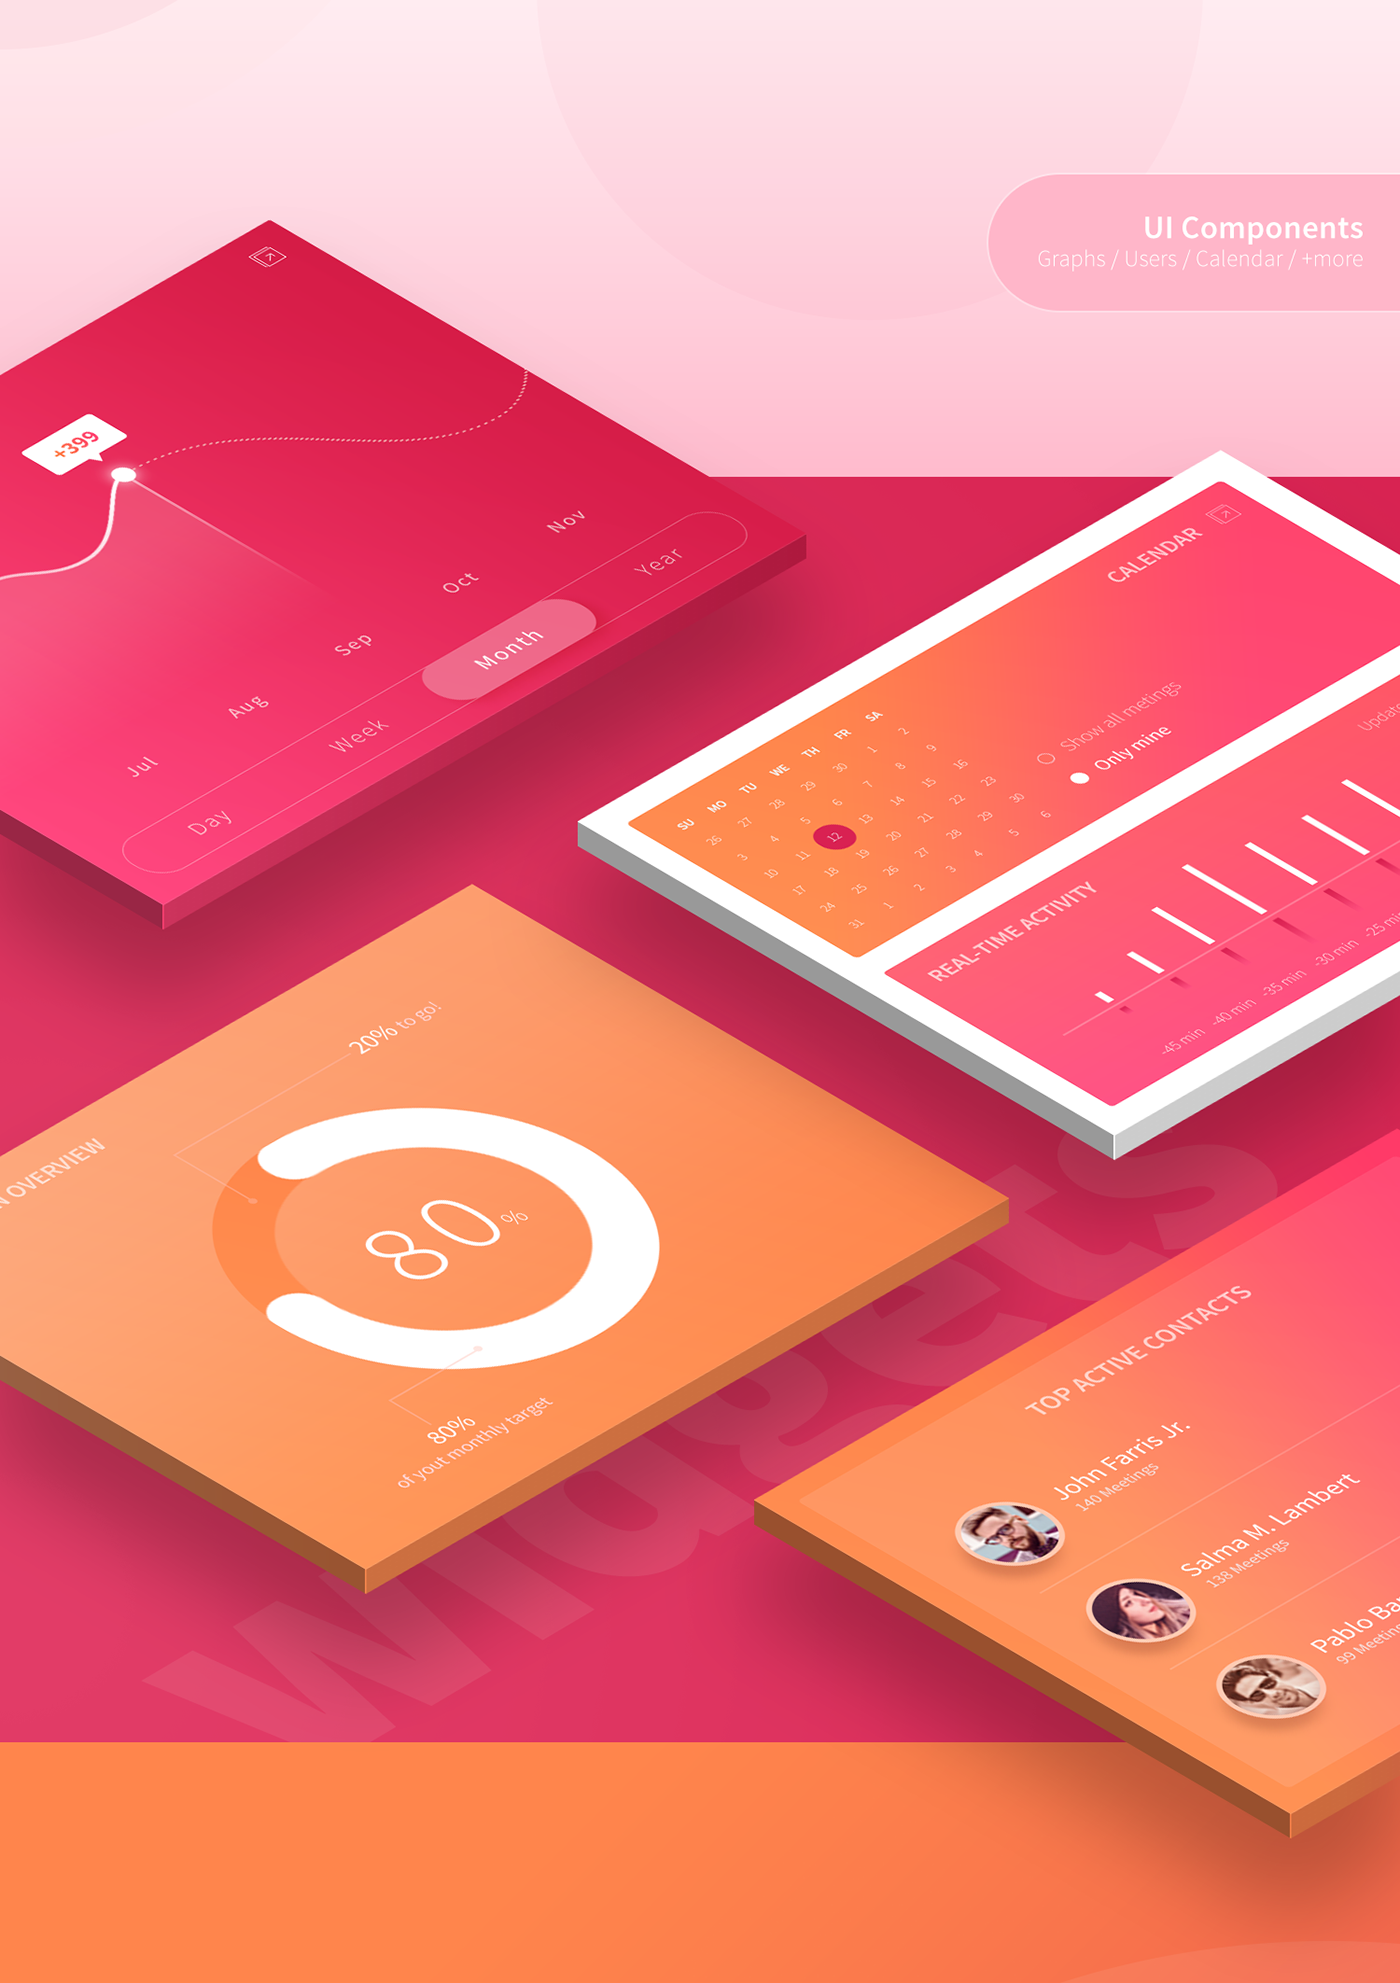 UI Components
Graphs / Users / Calendar / +more
+399
Jul
Aug
Sep
Oct
Nov
Day
Week
Month
Year
CALENDAR
SU MO TU WE TH FR SA
26 27 28 29 30 1 2
3 4 5 6 7 8 9
10 11 12 13 14 15 16
17 18 19 20 21 22 23
24 25 26 27 28 29 30
31 1 2 3 4 5 6
Show all metings
Only mine
REAL-TIME ACTIVITY
-45 min -40 min -35 min -30 min -25
OVERVIEW
20% to go!
80%
80%
of yout monthly target
widgets
TOP ACTIVE CONTACTS
John Farris Jr.
140 Meetings
Salma M. Lambert
138 Meetings
Pablo
99